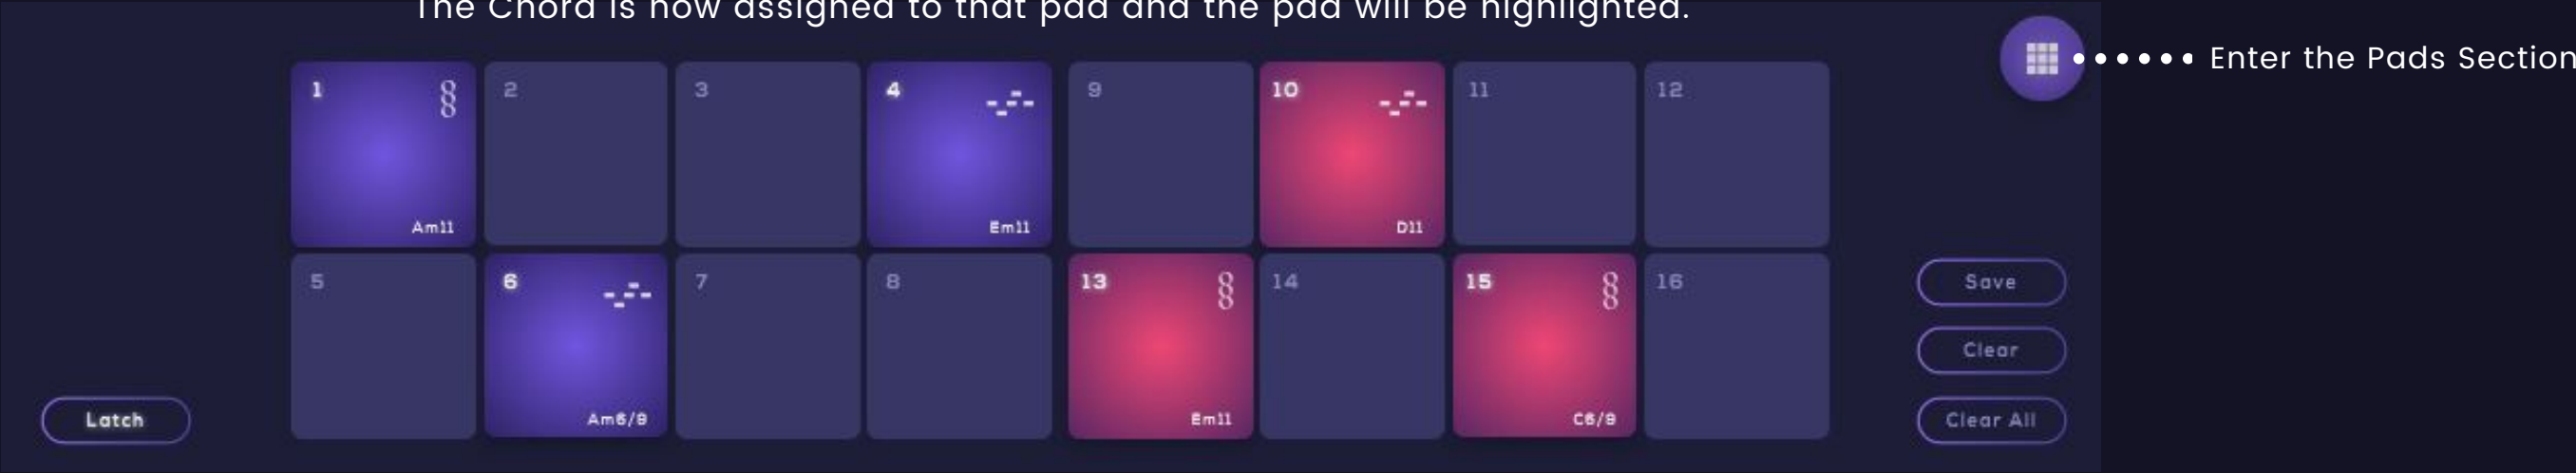 The Chord is now assigned to that pad and the pad will be highlighted.
Enter the Pads Section
1
2
3
4
9
10
11
12
Am11
Em11
D11
5
6
7
8
13
14
15
16
Save
Clear
Latch
Am6/9
Em11
C6/9
Clear All